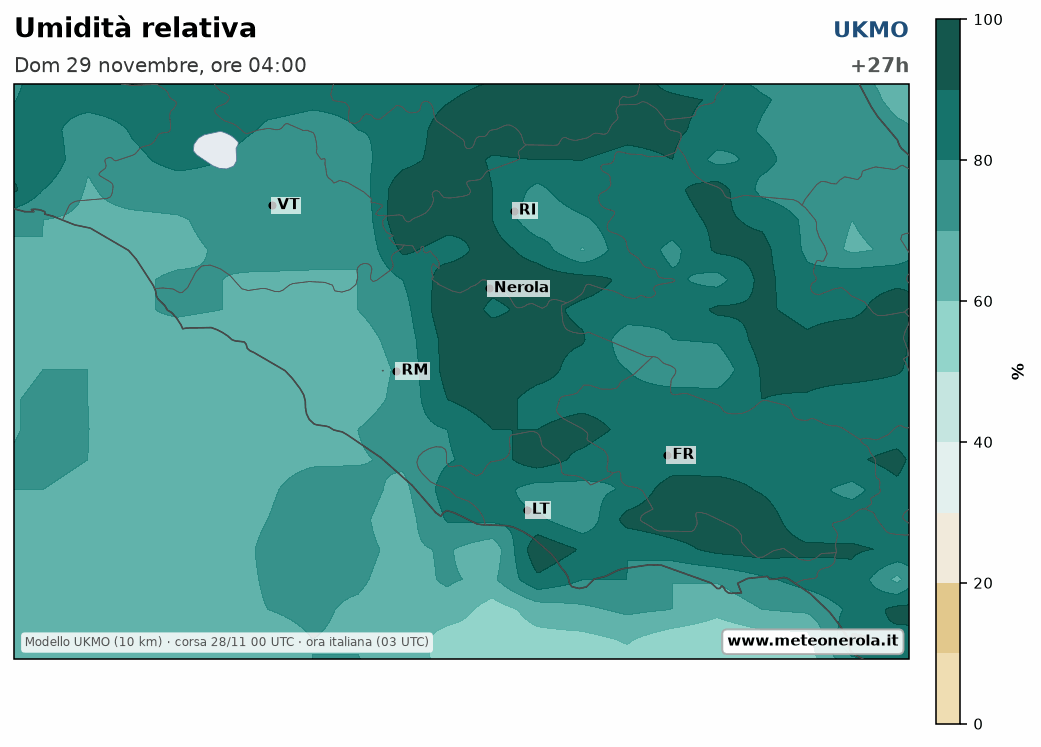 Umidità relativa
UKMO
Dom 29 novembre, ore 04:00
+27h
100
80
60
40
20
0
%
VT
RI
Nerola
RM
FR
LT
Modello UKMO (10 km) · corsa 28/11 00 UTC · ora italiana (03 UTC)
www.meteonerola.it